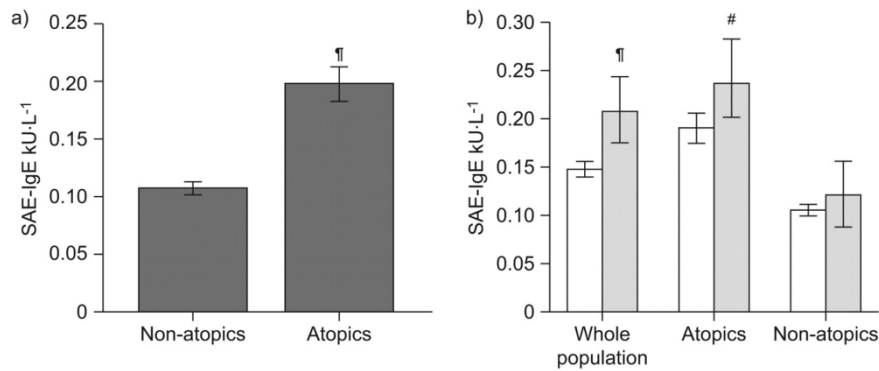 a)
0.25
0.20
0.15
0.10
0.05
0
SAE-IgE kU·L-1
¶
Non-atopics
Atopics
b)
0.30
0.25
0.20
0.15
0.10
0.05
0
SAE-IgE kU·L-1
¶
#
Whole
population
Atopics
Non-atopics